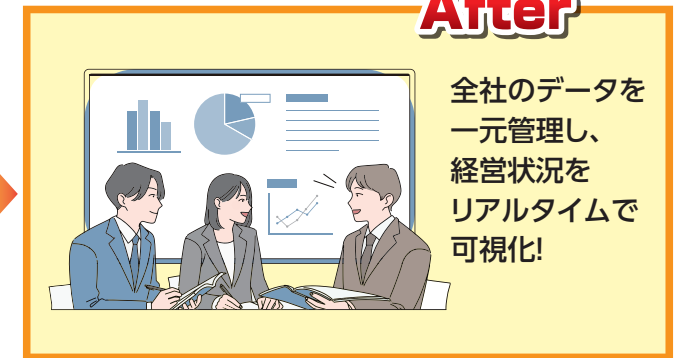 After
全社のデータを
一元管理し、
経営状況を
リアルタイムで
可視化!